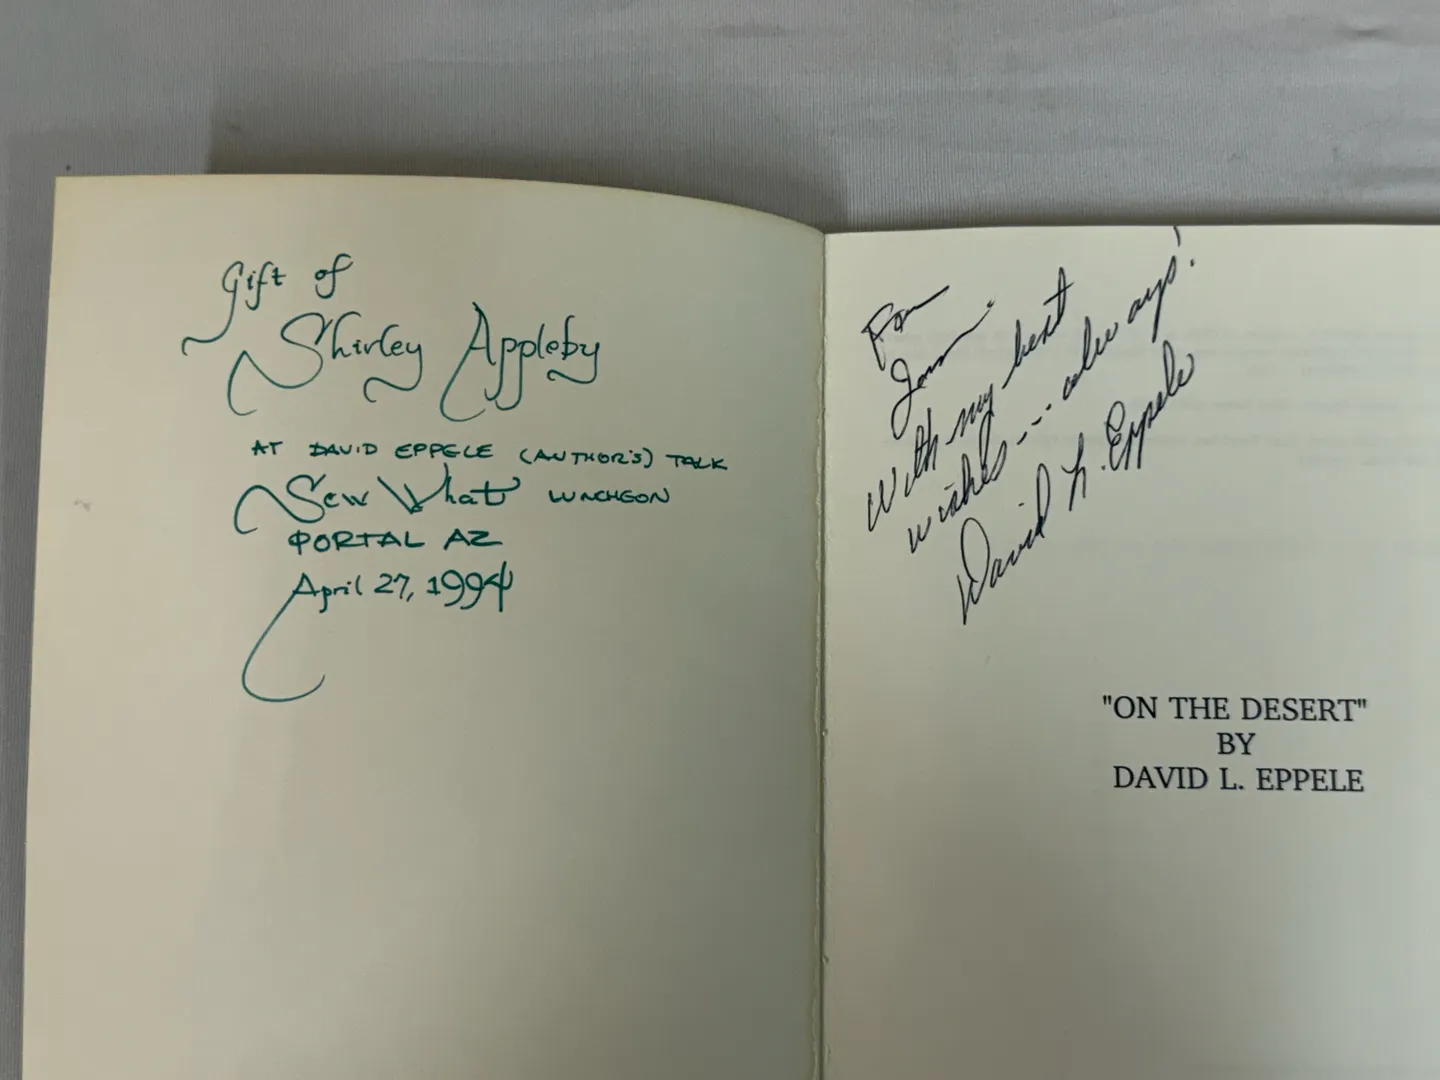 Gift of
Shirley Appleby
AT DAVID EPPELE (AUTHOR'S) TALK
Sew What LUNCHEON
PORTAL AZ
April 27, 1994
For
With my best
wishes --- always!
David L. Eppele
"ON THE DESERT"
BY
DAVID L. EPPELE